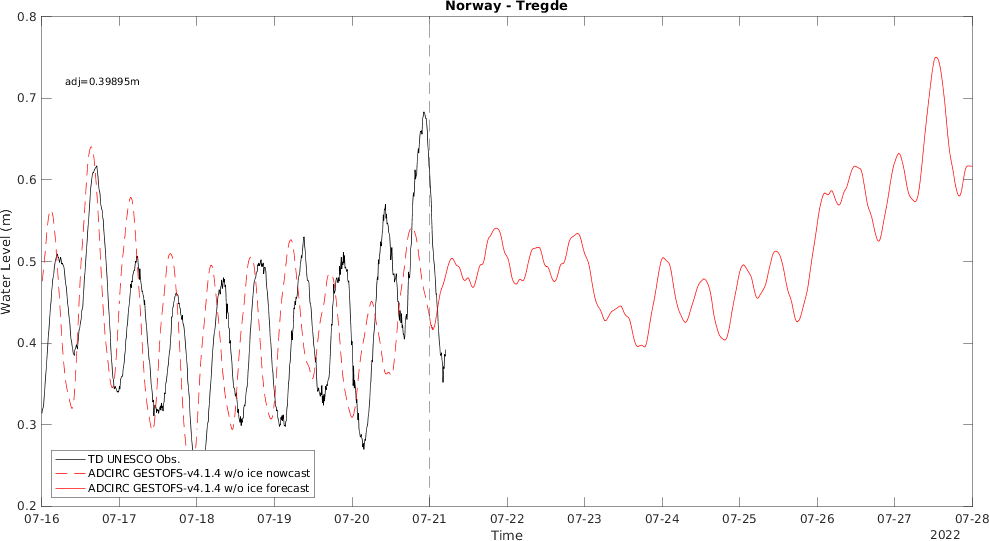 Norway - Tregde
0.8
adj=0.39895m
0.7
0.6
0.5
0.4
0.3
0.2
Water Level (m)
TD UNESCO Obs.
ADCIRC GESTOFS-v4.1.4 w/o ice nowcast
ADCIRC GESTOFS-v4.1.4 w/o ice forecast
07-16 07-17 07-18 07-19 07-20 07-21 07-22 07-23 07-24 07-25 07-26 07-27 07-28
Time
2022